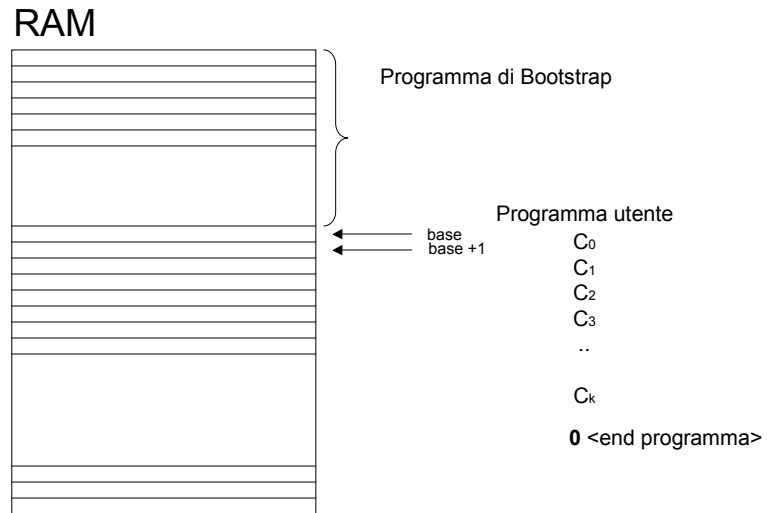 RAM
Programma di Bootstrap
base
base +1
Programma utente
C0
C1
C2
C3
..
Ck
0 <end programma>